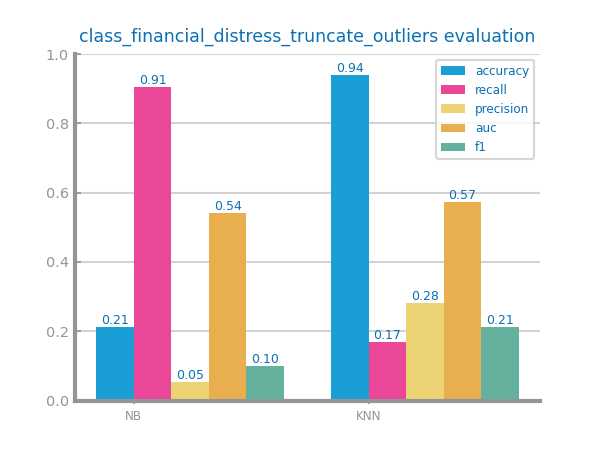 class_financial_distress_truncate_outliers evaluation
1.0
0.8
0.6
0.4
0.2
0.0
0.21
0.91
0.05
0.54
0.10
0.94
0.17
0.28
0.57
0.21
accuracy
recall
precision
auc
f1
NB
KNN